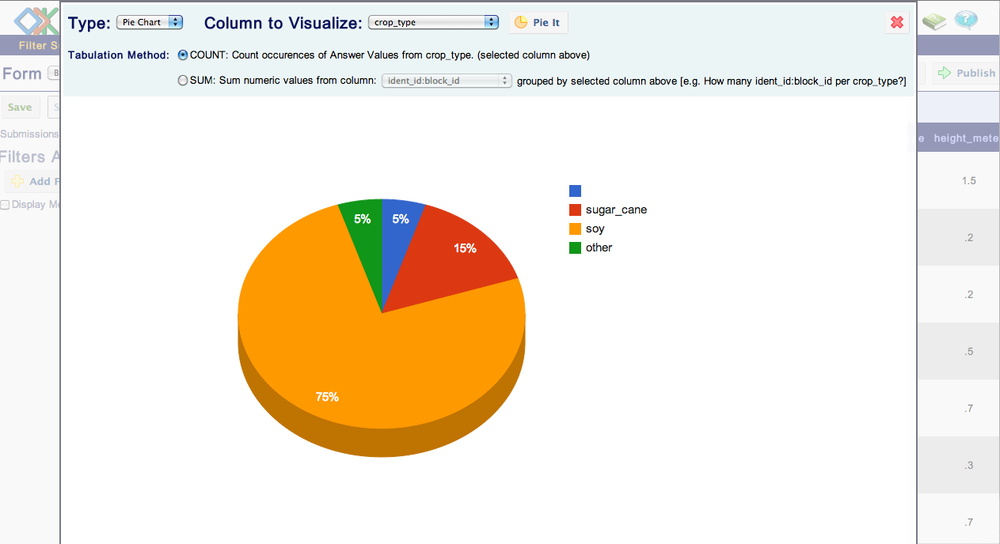 Type: Pie Chart Column to Visualize: crop_type Pie It
Filter S
Tabulation Method: COUNT: Count occurences of Answer Values from crop_type. (selected column above)
Form B
Publish
SUM: Sum numeric values from column: ident_id:block_id grouped by selected column above [e.g. How many ident_id:block_id per crop_type?]
Save S
Submissions
e height_mete
Filters A
Add F
1.5
Display Me
sugar_cane
soy
other
5% 5%
15%
75%
.2
.2
.5
.7
.3
.7